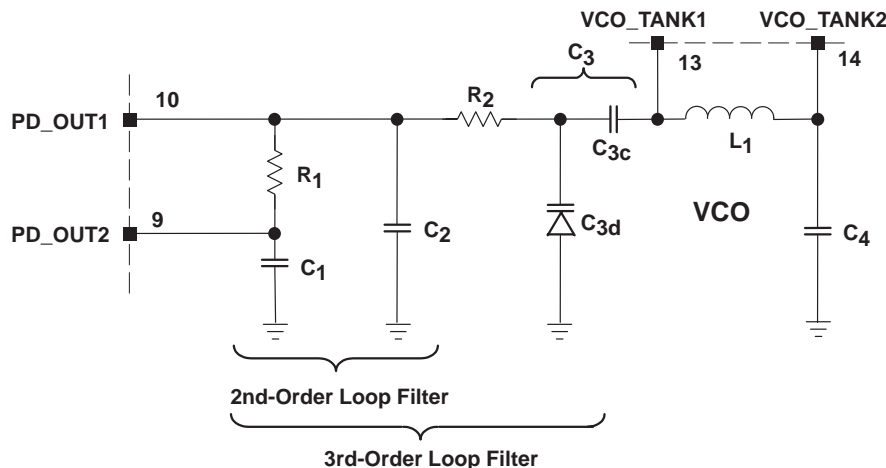 VCO_TANK1
VCO_TANK2
C3
13
14
10
R2
PD_OUT1
C3c
L1
R1
9
VCO
PD_OUT2
C2
C3d
C4
C1
2nd-Order Loop Filter
3rd-Order Loop Filter